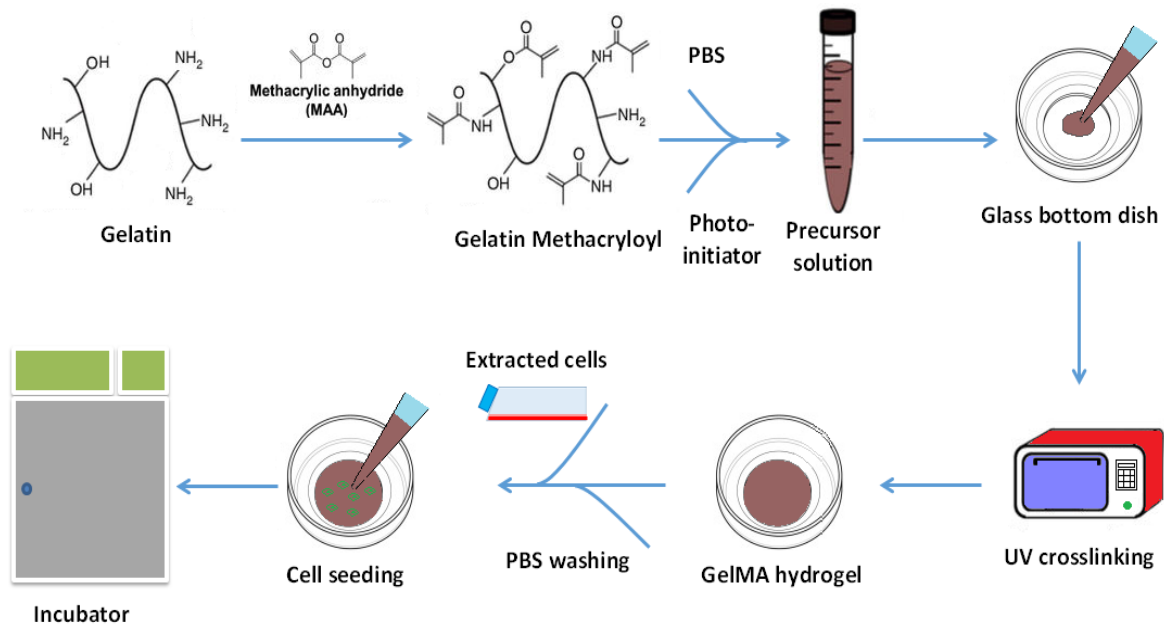 OH
NH2
NH2
NH2
OH
NH2
Gelatin
O
O
O
Methacrylic anhydride
(MAA)
O
O
O
NH
O
NH
NH2
OH
O
NH
Gelatin Methacryloyl
PBS
Photo-
initiator
Precursor
solution
Glass bottom dish
UV crosslinking
GelMA hydrogel
Extracted cells
PBS washing
Cell seeding
Incubator